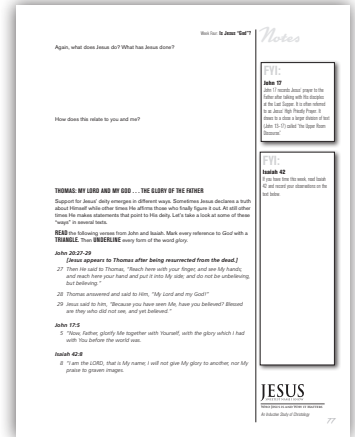 Week Four: Is Jesus "God"?
Again, what does Jesus do? What has Jesus done?
How does this relate to you and me?
THOMAS: MY LORD AND MY GOD . . . THE GLORY OF THE FATHER
Support for Jesus' deity emerges in different ways. Sometimes Jesus declares a truth
about Himself while other times He affirms those who finally figure it out. At still other
times He makes statements that point to His deity. Let's take a look at some of these
"ways" in several texts.
READ the following verses from John and Isaiah. Mark every reference to God with a
TRIANGLE. Then UNDERLINE every form of the word glory.
John 20:27-29
[Jesus appears to Thomas after being resurrected from the dead.]
27 Then He said to Thomas, "Reach here with your finger, and see My hands;
and reach here your hand and put it into My side; and do not be unbelieving,
but believing."
28 Thomas answered and said to Him, "My Lord and my God!"
29 Jesus said to him, "Because you have seen Me, have you believed? Blessed
are they who did not see, and yet believed."
John 17:5
5 "Now, Father, glorify Me together with Yourself, with the glory which I had
with You before the world was.
Isaiah 42:8
8 "I am the LORD, that is My name; I will not give My glory to another, nor My
praise to graven images.
Notes
FYI:
John 17
John 17 records Jesus' prayer to the
Father after talking with His disciples
at the Last Supper. It is often referred
to as Jesus' High Priestly Prayer. It
draws to a close a larger division of text
(John 13–17) called "the Upper Room
Discourse."
FYI:
Isaiah 42
If you have time this week, read Isaiah
42 and record your observations on the
text below.
JESUS
An Inductive Study of Christology
77